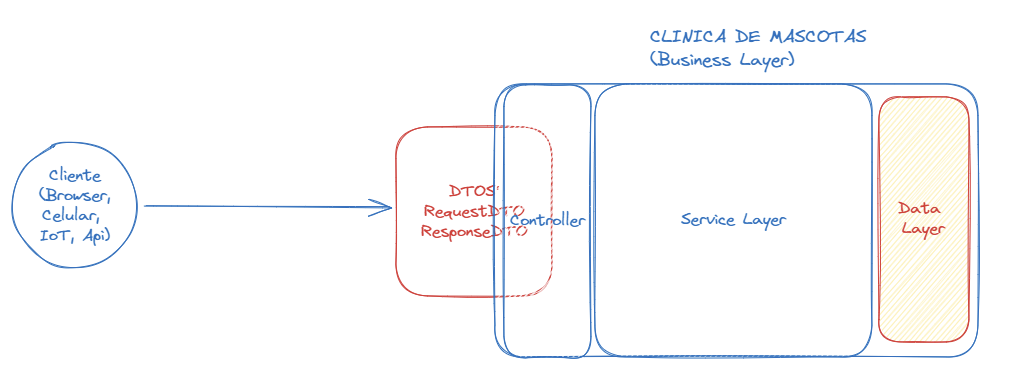 CLINICA DE MASCOTAS
(Business Layer)
Cliente
(Browser,
Celular,
IoT, Api)
DTOS:
RequestDTO
ResponseDTO
Controller
Service Layer
Data
Layer